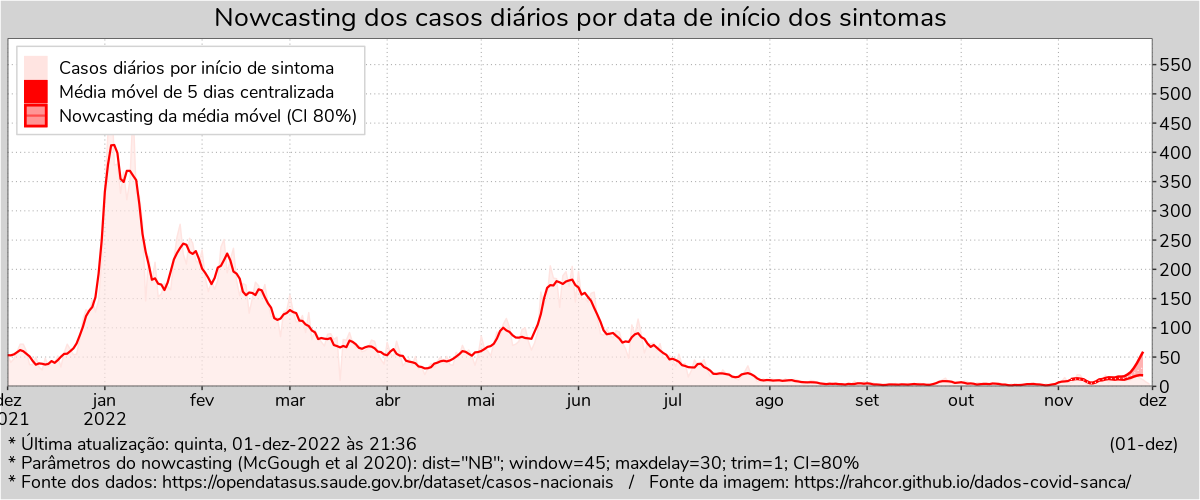 Nowcasting dos casos diários por data de início dos sintomas
Casos diários por início de sintoma
Média móvel de 5 dias centralizada
Nowcasting da média móvel (CI 80%)
550
500
450
400
350
300
250
200
150
100
50
0
dez jan fev mar abr mai jun jul ago set out nov dez
021 2022
* Última atualização: quinta, 01-dez-2022 às 21:36 (01-dez)
* Parâmetros do nowcasting (McGough et al 2020): dist="NB"; window=45; maxdelay=30; trim=1; CI=80%
* Fonte dos dados: https://opendatasus.saude.gov.br/dataset/casos-nacionais / Fonte da imagem: https://rahcor.github.io/dados-covid-sanca/